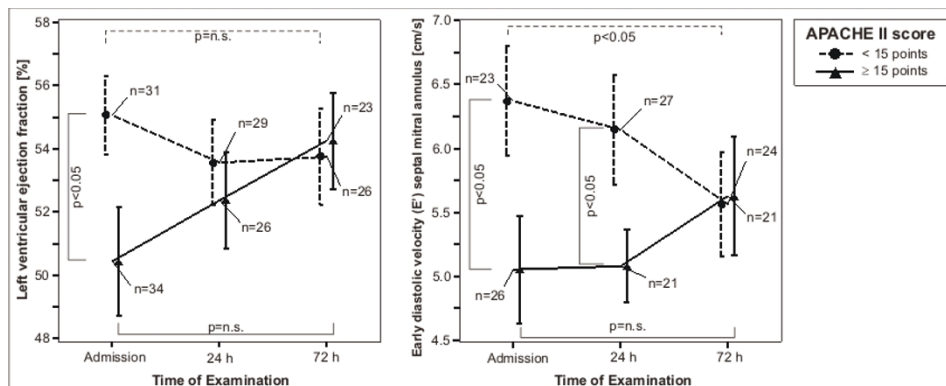 58
56
54
52
50
48
Left ventricular ejection fraction [%]
p=n.s.
n=31
n=29
n=23
n=26
n=26
n=34
p<0.05
p=n.s.
Admission
24 h
72 h
Time of Examination
7.0
6.5
6.0
5.5
5.0
4.5
Early diastolic velocity (E') septal mitral annulus [cm/s]
p<0.05
n=23
n=27
n=24
n=21
n=26
n=21
p<0.05
p<0.05
p=n.s.
Admission
24 h
72 h
Time of Examination
APACHE II score
< 15 points
≥ 15 points